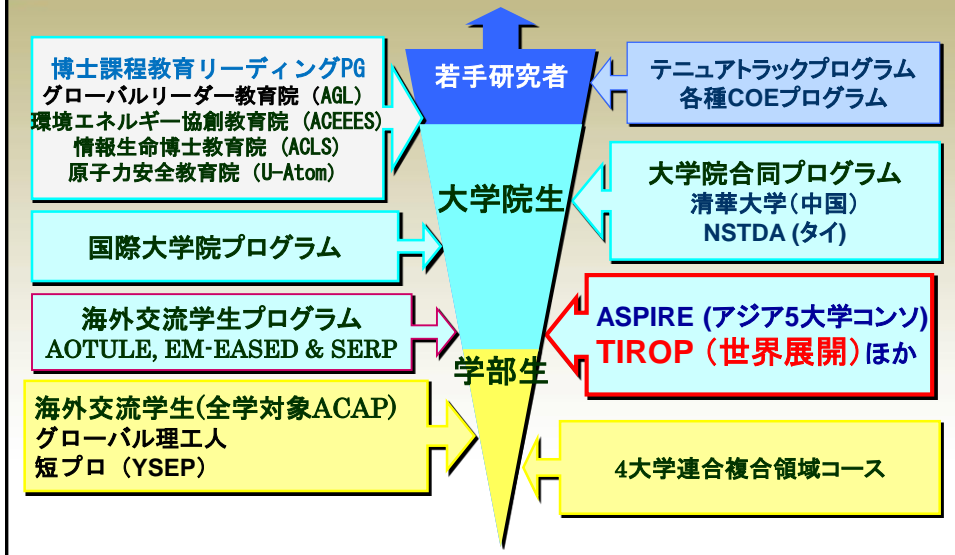 博士課程教育リーディングPG
グローバルリーダー教育院（AGL）
環境エネルギー協創教育院（ACEEES）
情報生命博士教育院（ACLS）
原子力安全教育院（U-Atom）
国際大学院プログラム
海外交流学生プログラム
AOTULE, EM-EASED & SERP
海外交流学生(全学対象ACAP)
グローバル理工人
短プロ（YSEP）
若手研究者
大学院生
学部生
テニュアトラックプログラム
各種COEプログラム
大学院合同プログラム
清華大学（中国）
NSTDA (タイ)
ASPIRE (アジア5大学コンソ)
TIROP（世界展開）ほか
4大学連合複合領域コース